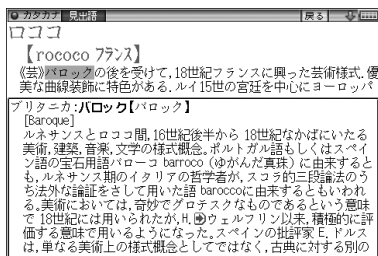 カタカナ 見出語 戻る
ロココ
【rococo フランス】
《芸》バロックの後を受けて,18世紀フランスに興った芸術様式.優
美な曲線装飾に特色がある.ルイ15世の宮廷を中心にヨーロッパ
ブリタニカ:バロック【バロック】
[Baroque]
ルネサンスとロココ間,16世紀後半から 18世紀なかばにいたる
美術,建築,音楽,文学の様式概念。ポルトガル語もしくはスペイ
ン語の宝石用語バローコ barroco (ゆがんだ真珠) に由来すると
も,ルネサンス期のイタリアの哲学者が,スコラ的三段論法のう
ち法外な論証をさして用いた語 baroccoに由来するともいわれ
る。美術においては,奇妙でグロテスクなものであるという意味
で 18世紀には用いられたが,H.ウェルフリン以来,積極的に評
価する意味で用いるようになった。スペインの批評家 E.ドルス
は,単なる美術上の様式概念としてではなく,古典に対する別の